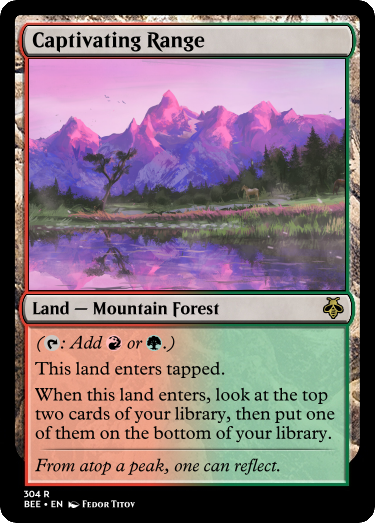 Captivating Range
Land — Mountain Forest
(: Add or .)
This land enters tapped.
When this land enters, look at the top
two cards of your library, then put one
of them on the bottom of your library.
From atop a peak, one can reflect.
304 R
BEE • EN Fedor Titov